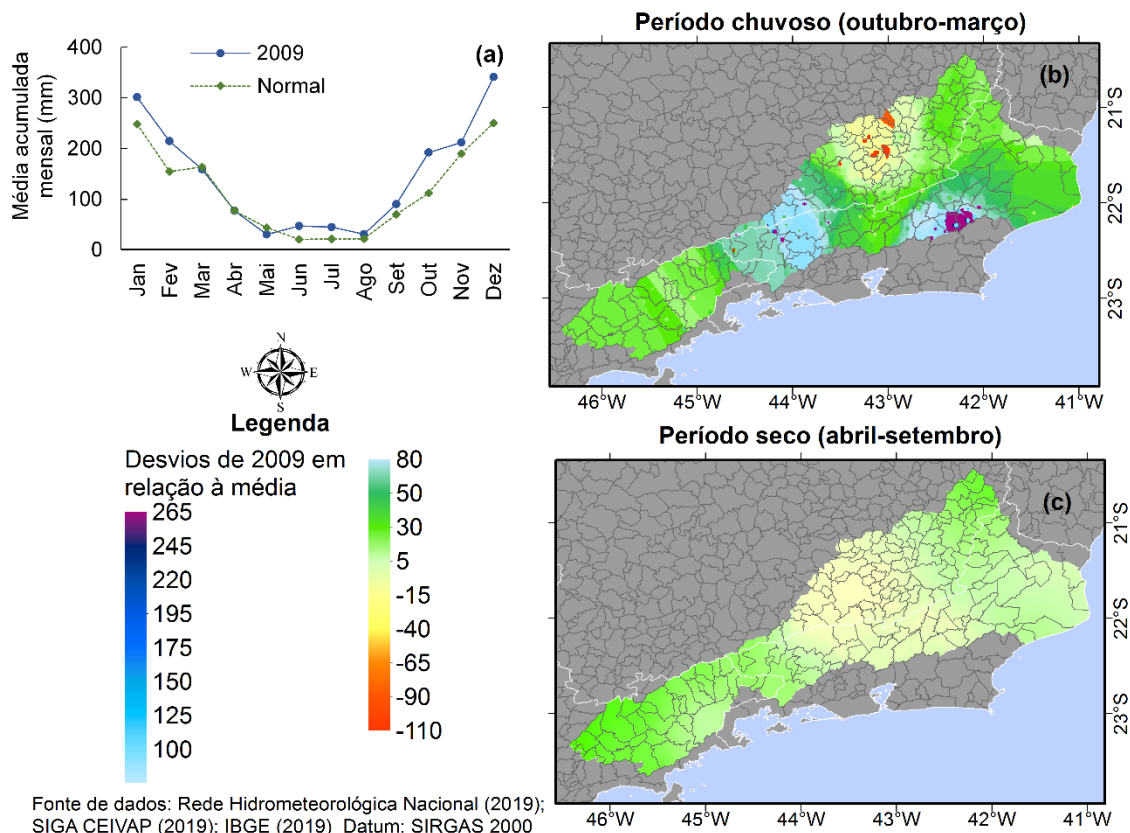 400
300
200
100
0
Média acumulada
mensal (mm)
2009
Normal
(a)
Jan
Fev
Mar
Abr
Mai
Jun
Jul
Ago
Set
Out
Nov
Dez
Período chuvoso (outubro-março)
(b)
21°S
22°S
23°S
46°W
45°W
44°W
43°W
42°W
41°W
N
W
E
S
Legenda
Desvios de 2009 em
relação à média
265
245
220
195
175
150
125
100
80
50
30
5
-15
-40
-65
-90
-110
Período seco (abril-setembro)
(c)
21°S
22°S
23°S
46°W
45°W
44°W
43°W
42°W
41°W
Fonte de dados: Rede Hidrometeorológica Nacional (2019);
SIGA CEIVAP (2019); IBGE (2019) Datum: SIRGAS 2000